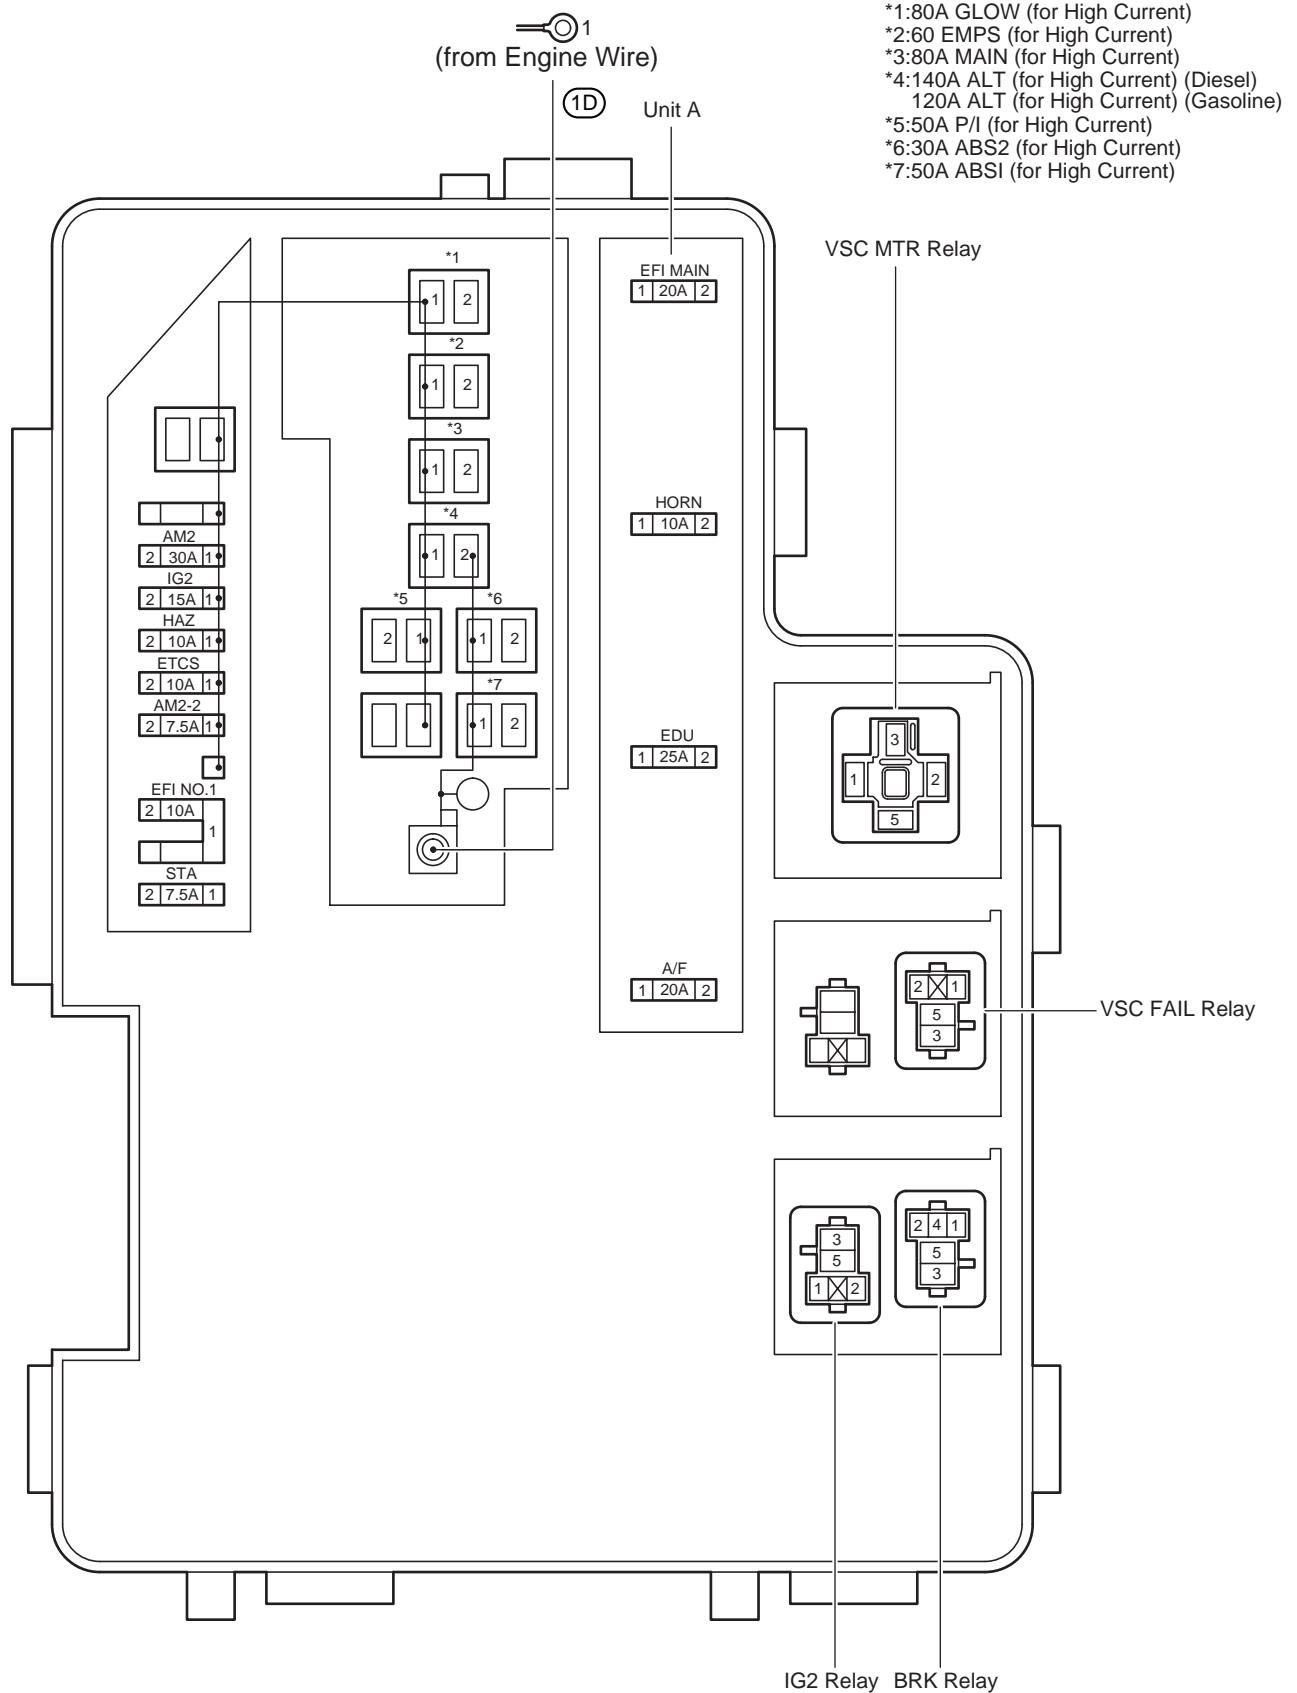 *1:80A GLOW (for High Current)
*2:60 EMPS (for High Current)
*3:80A MAIN (for High Current)
*4:140A ALT (for High Current) (Diesel)
120A ALT (for High Current) (Gasoline)
*5:50A P/I (for High Current)
*6:30A ABS2 (for High Current)
*7:50A ABSI (for High Current)
1
(from Engine Wire)
1D
Unit A
VSC MTR Relay
*1
1 2
*2
1 2
*3
1 2
*4
1 2
*5
2 1
*6
1 2
*7
1 2
AM2
2 30A 1
IG2
2 15A 1
HAZ
2 10A 1
ETCS
2 10A 1
AM2-2
2 7.5A 1
EFI NO.1
2 10A
1
STA
2 7.5A 1
EFI MAIN
1 20A 2
HORN
1 10A 2
EDU
1 25A 2
A/F
1 20A 2
3
1 2
5
2 1
5
3
VSC FAIL Relay
3
5
1 2
2 4 1
5
3
IG2 Relay BRK Relay